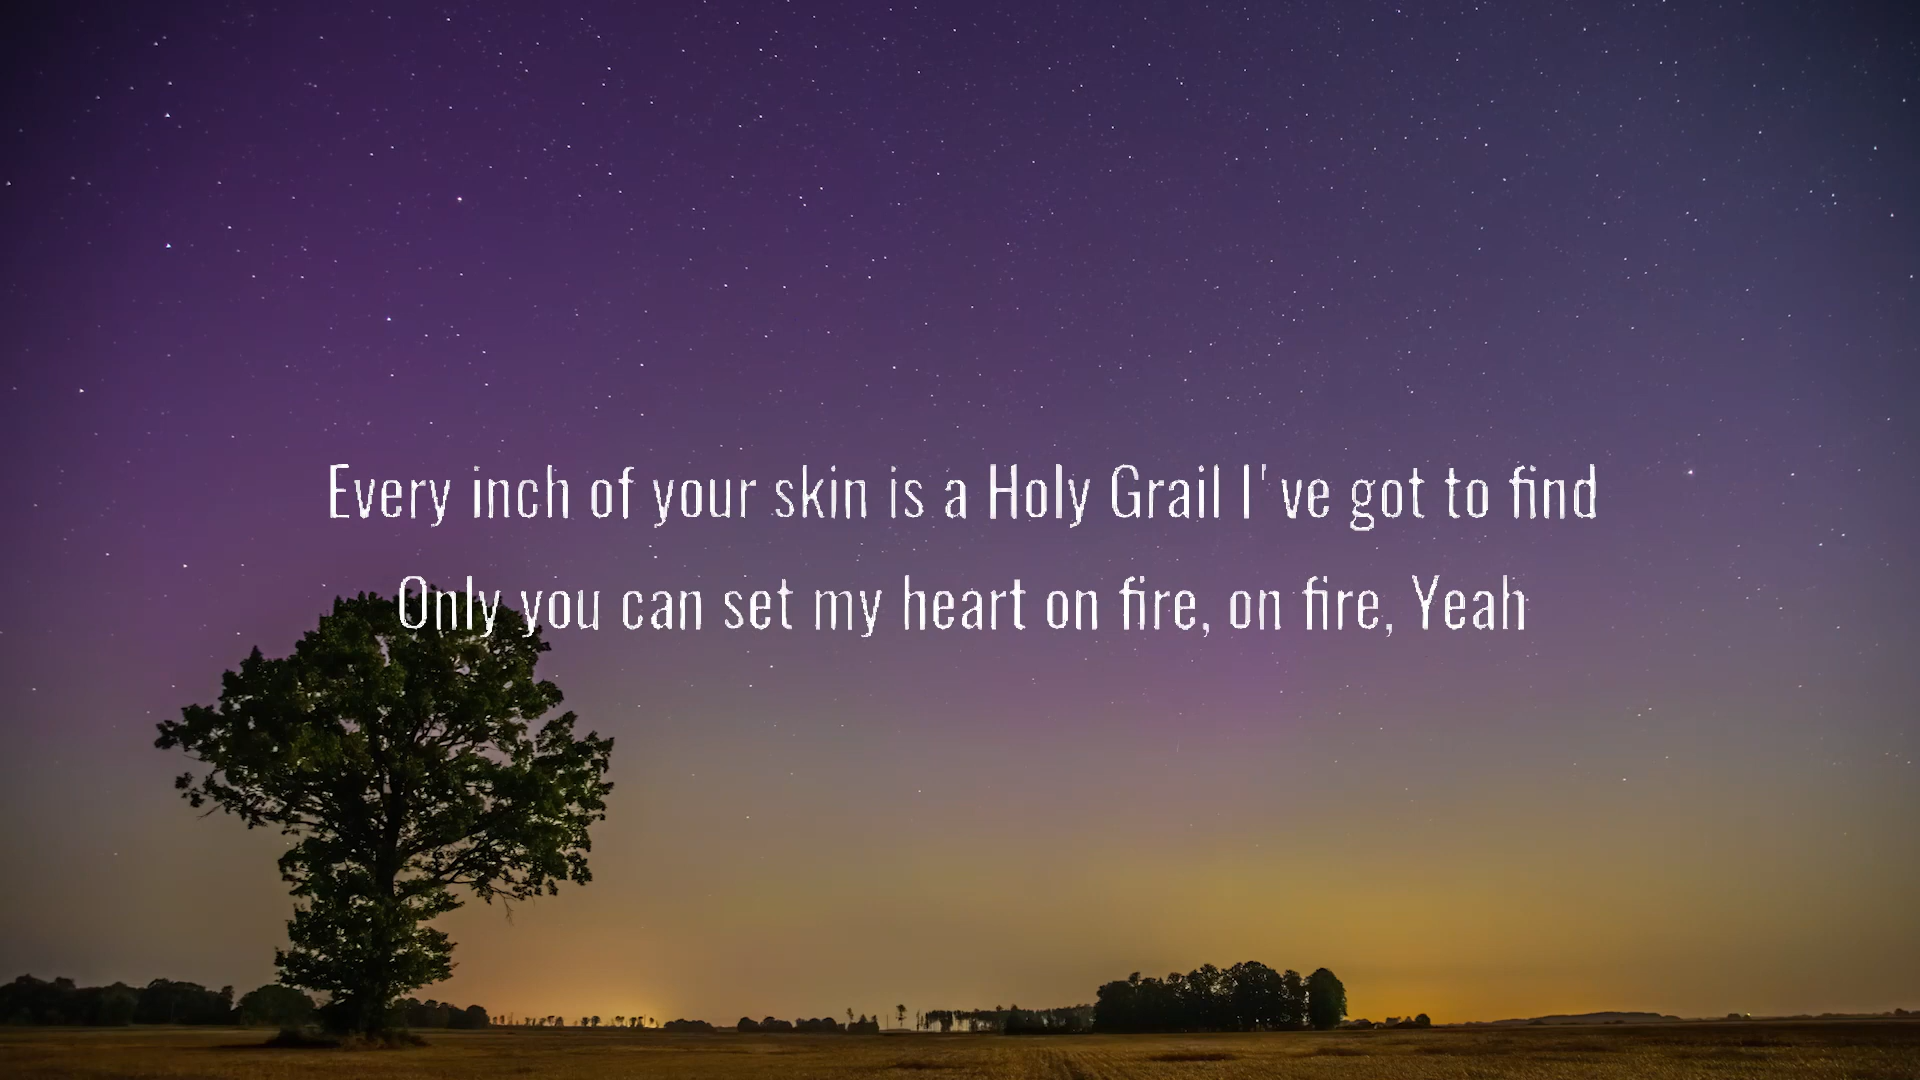 Every inch of your skin is a Holy Grail I've got to find
Only you can set my heart on fire, on fire, Yeah